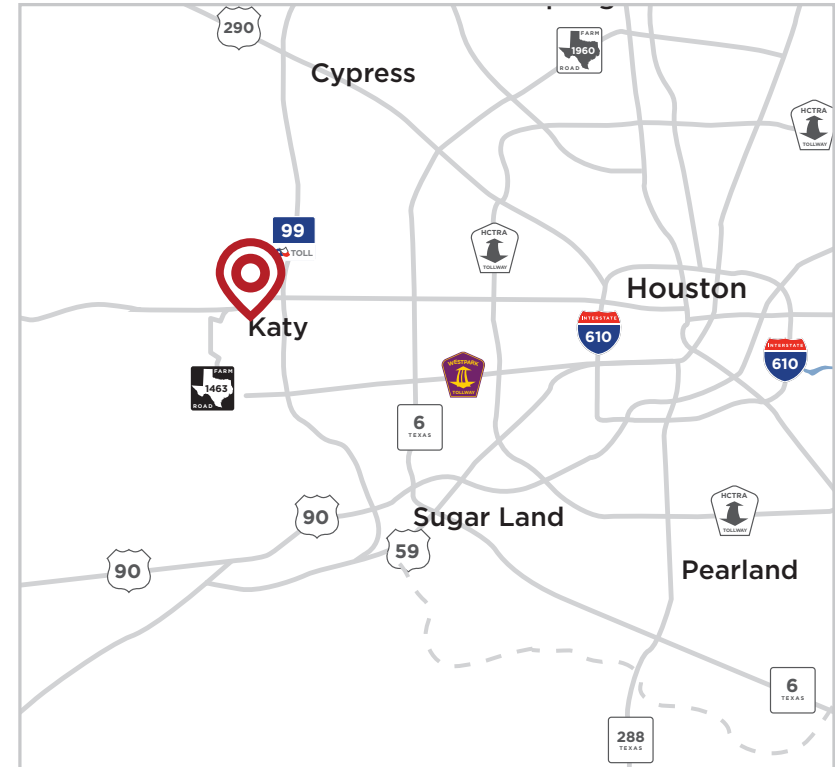 290
FARM
1960
ROAD
Cypress
HCTRA
TOLLWAY
99
TOLL
HCTRA
TOLLWAY
Houston
INTERSTATE
610
Katy
INTERSTATE
610
WESTPARK
TOLLWAY
FARM
1463
ROAD
6
TEXAS
90
Sugar Land
HCTRA
TOLLWAY
59
90
Pearland
6
TEXAS
288
TEXAS